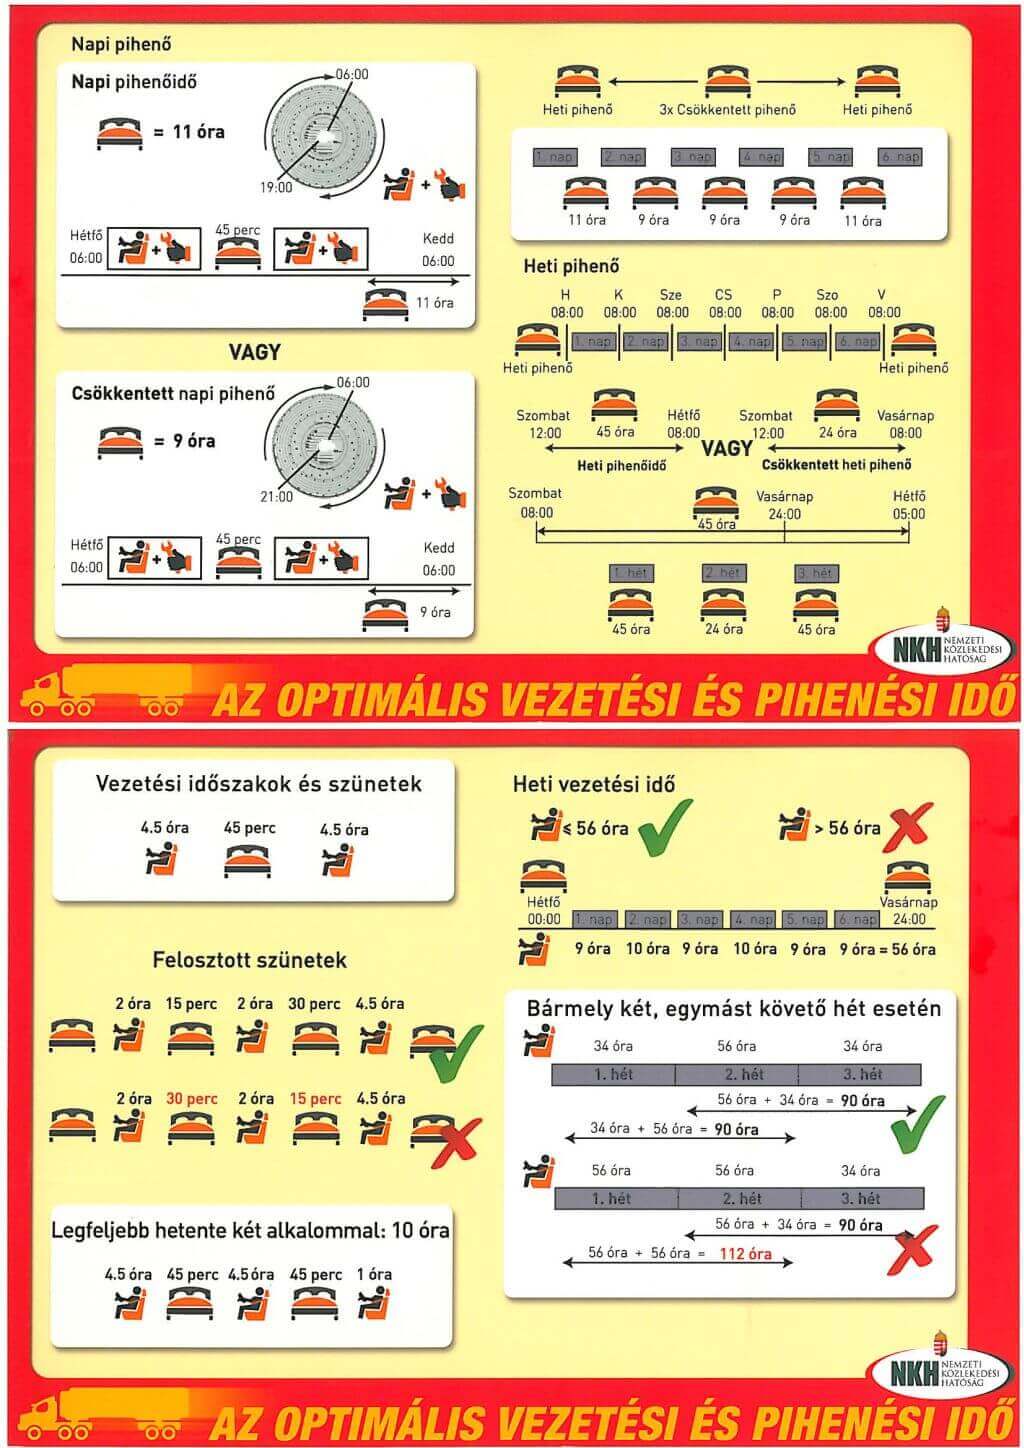 Napi pihenő
Napi pihenőidő
= 11 óra
06:00
19:00
+
Hétfő
06:00
+
45 perc
+
Kedd
06:00
11 óra
VAGY
Csökkentett napi pihenő
= 9 óra
06:00
21:00
+
Hétfő
06:00
+
45 perc
+
Kedd
06:00
9 óra
Heti pihenő 3x Csökkentett pihenő Heti pihenő
1. nap 2. nap 3. nap 4. nap 5. nap 6. nap
11 óra 9 óra 9 óra 9 óra 11 óra
Heti pihenő
H K Sze CS P Szo V
08:00 08:00 08:00 08:00 08:00 08:00 08:00
1. nap 2. nap 3. nap 4. nap 5. nap 6. nap
Heti pihenő Heti pihenő
Szombat
12:00
45 óra
Hétfő
08:00
Heti pihenőidő
VAGY
Szombat
12:00
24 óra
Vasárnap
08:00
Csökkentett heti pihenő
Szombat
08:00
45 óra
Vasárnap
24:00
Hétfő
05:00
1. hét 2. hét 3. hét
45 óra 24 óra 45 óra
NKH NEMZETI
KÖZLEKEDÉSI
HATÓSÁG
AZ OPTIMÁLIS VEZETÉSI ÉS PIHENÉSI IDŐ
Vezetési időszakok és szünetek
4.5 óra 45 perc 4.5 óra
Felosztott szünetek
2 óra 15 perc 2 óra 30 perc 4.5 óra
2 óra 30 perc 2 óra 15 perc 4.5 óra
Legfeljebb hetente két alkalommal: 10 óra
4.5 óra 45 perc 4.5 óra 45 perc 1 óra
Heti vezetési idő
⩽ 56 óra > 56 óra
Hétfő
00:00
1. nap 2. nap 3. nap 4. nap 5. nap 6. nap
Vasárnap
24:00
9 óra 10 óra 9 óra 10 óra 9 óra 9 óra = 56 óra
Bármely két, egymást követő hét esetén
34 óra 56 óra 34 óra
1. hét 2. hét 3. hét
56 óra + 34 óra = 90 óra
34 óra + 56 óra = 90 óra
56 óra 56 óra 34 óra
1. hét 2. hét 3. hét
56 óra + 34 óra = 90 óra
56 óra + 56 óra = 112 óra
NKH NEMZETI
KÖZLEKEDÉSI
HATÓSÁG
AZ OPTIMÁLIS VEZETÉSI ÉS PIHENÉSI IDŐ